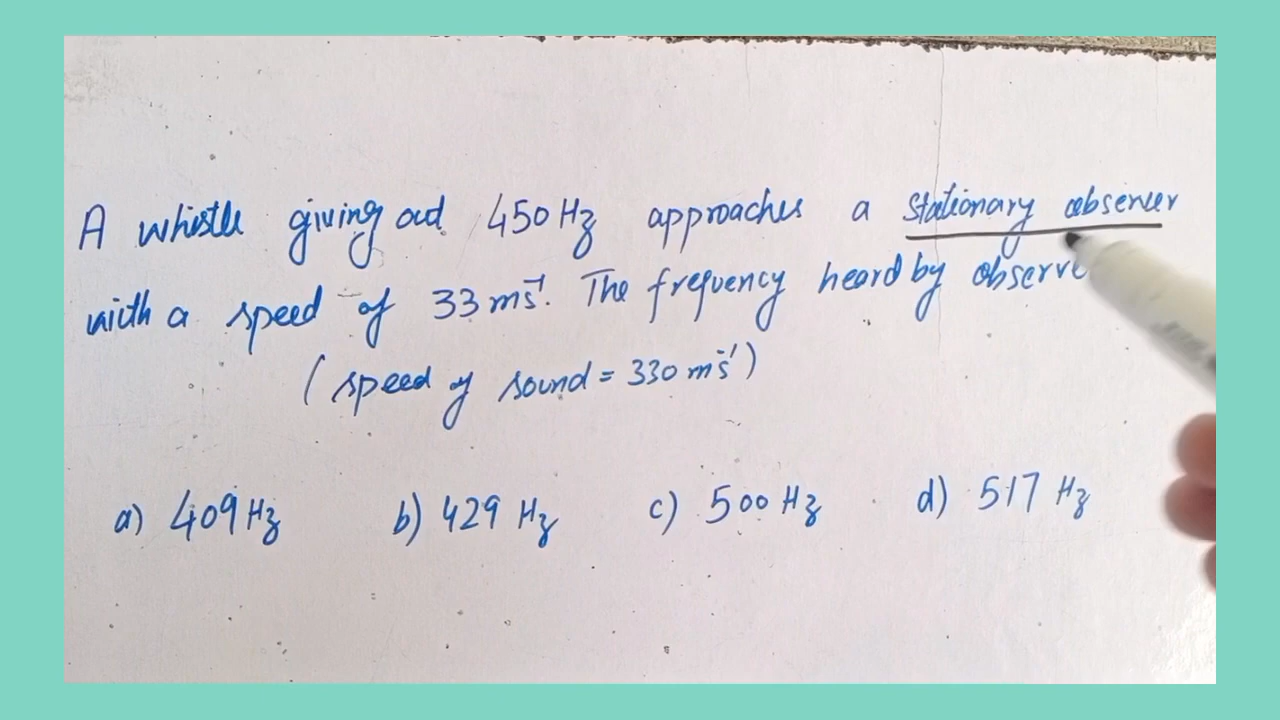 A whistle giving out 450 Hz approaches a stationary observer
with a speed of 33 ms⁻¹. The frequency heard by observe
(speed of sound = 330 ms⁻¹)
a) 409 Hz b) 429 Hz c) 500 Hz d) 517 Hz